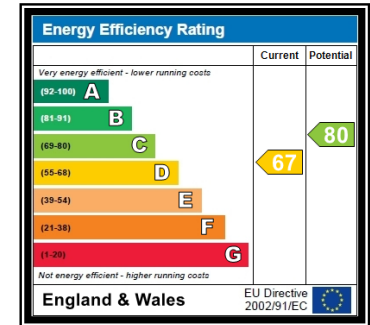 Energy Efficiency Rating
Current Potential
Very energy efficient - lower running costs
(92-100) A
(81-91) B
(69-80) C
80
(55-68) D
67
(39-54) E
(21-38) F
(1-20) G
Not energy efficient - higher running costs
England & Wales
EU Directive
2002/91/EC